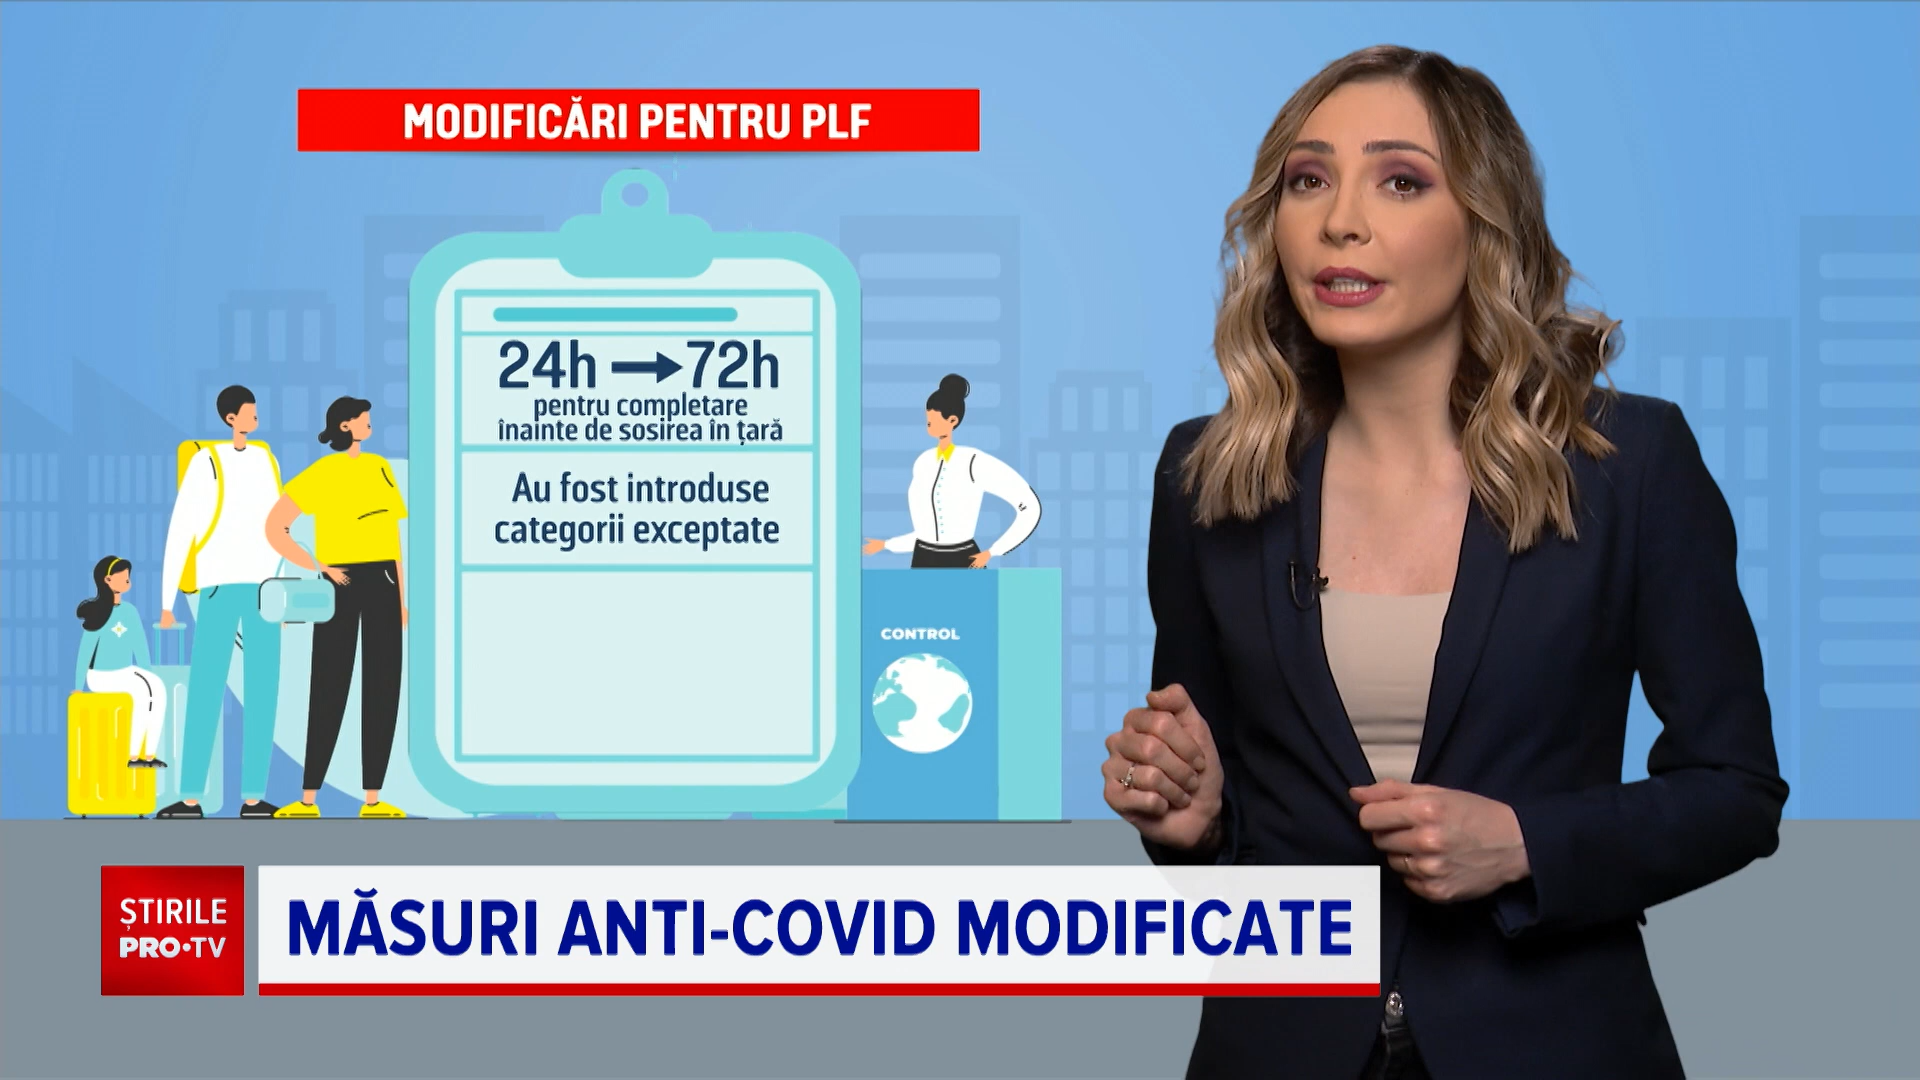 MODIFICĂRI PENTRU PLF
24h → 72h
pentru completare
înainte de sosirea în țară
Au fost introduse
categorii exceptate
CONTROL
ȘTIRILE
PRO•TV
MĂSURI ANTI-COVID MODIFICATE